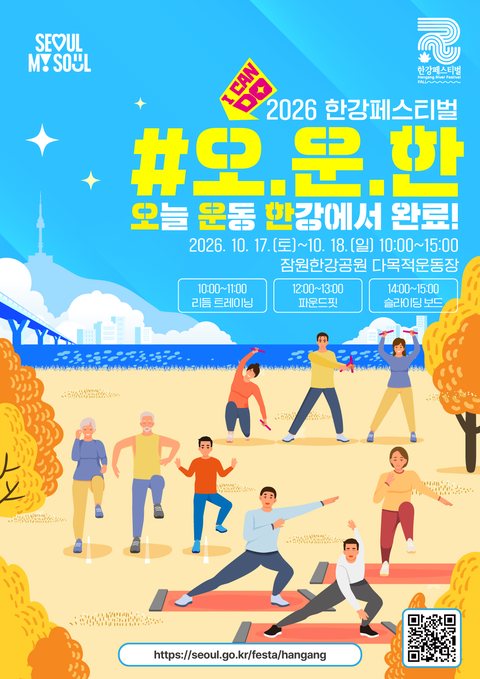 SEOUL
MY SOUL
한강페스티벌
Hangang River Festival
FALL
I CAN
DO
2026 한강페스티벌
#오.운.한
오늘 운동 한강에서 완료!
2026. 10. 17.(토)~10. 18.(일) 10:00~15:00
잠원한강공원 다목적운동장
10:00~11:00
리듬 트레이닝
12:00~13:00
파운드핏
14:00~15:00
슬라이딩 보드
https://seoul.go.kr/festa/hangang